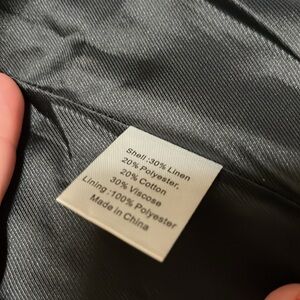 Shell :30% Linen
20% Polyester.
20% Cotton
30% Viscose
Lining :100% Polyester
Made in China